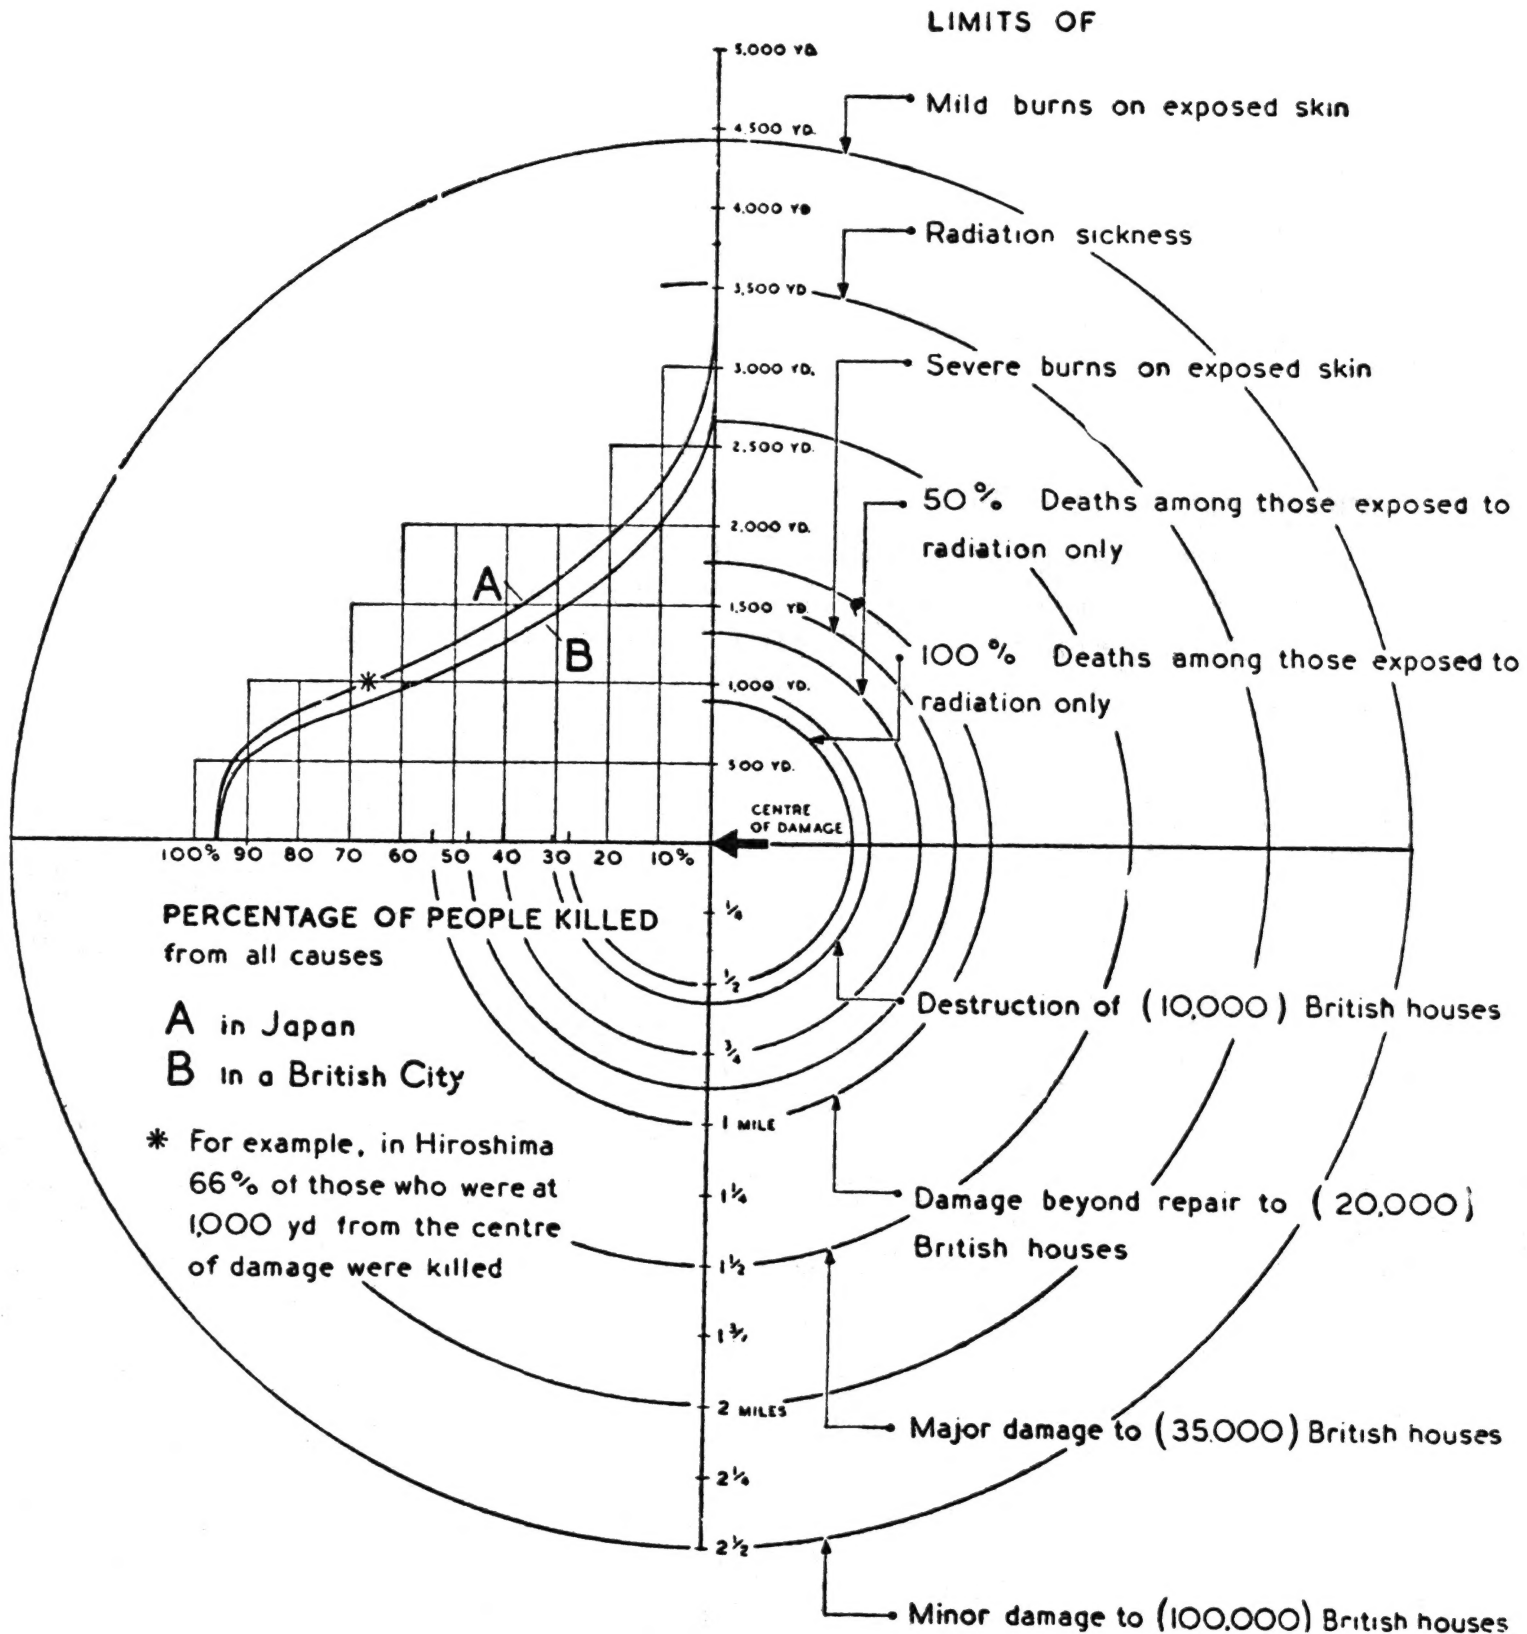 LIMITS OF
5,000 YD
Mild burns on exposed skin
4,500 YD.
4,000 YD
Radiation sickness
3,500 YD
Severe burns on exposed skin
3,000 YD.
2,500 YD.
50% Deaths among those exposed to
radiation only
2,000 YD.
A
1,500 YD
B
100% Deaths among those exposed to
radiation only
1,000 YD.
500 YD.
CENTRE
OF DAMAGE
100% 90 80 70 60 50 40 30 20 10%
PERCENTAGE OF PEOPLE KILLED
from all causes
A in Japan
B In a British City
* For example, in Hiroshima
66% of those who were at
1,000 yd from the centre
of damage were killed
1/4
1/2
Destruction of (10,000) British houses
3/4
1 MILE
1 1/4
Damage beyond repair to (20,000)
British houses
1 1/2
1 3/
2 MILES
Major damage to (35.000) British houses
2 1/4
2 1/2
Minor damage to (100,000) British houses